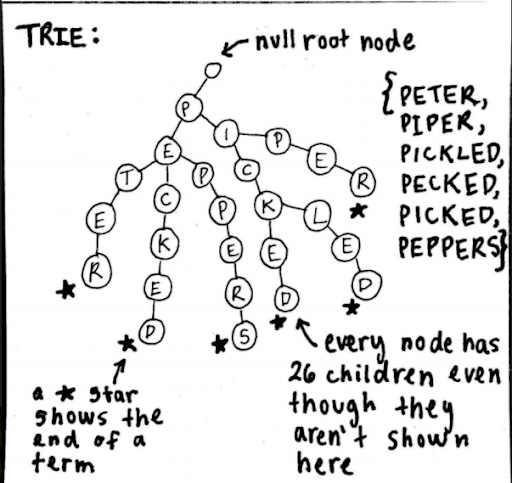 TRIE:
null root node
{PETER,
PIPER,
PICKLED,
PECKED,
PICKED,
PEPPERS}
P
E
I
P
E
R
★
T
E
R
★
C
K
E
D
★
P
P
E
R
S
★
C
K
E
D
★
L
E
D
★
a ★ star
shows the
end of a
term
every node has
26 children even
though they
aren't shown
here